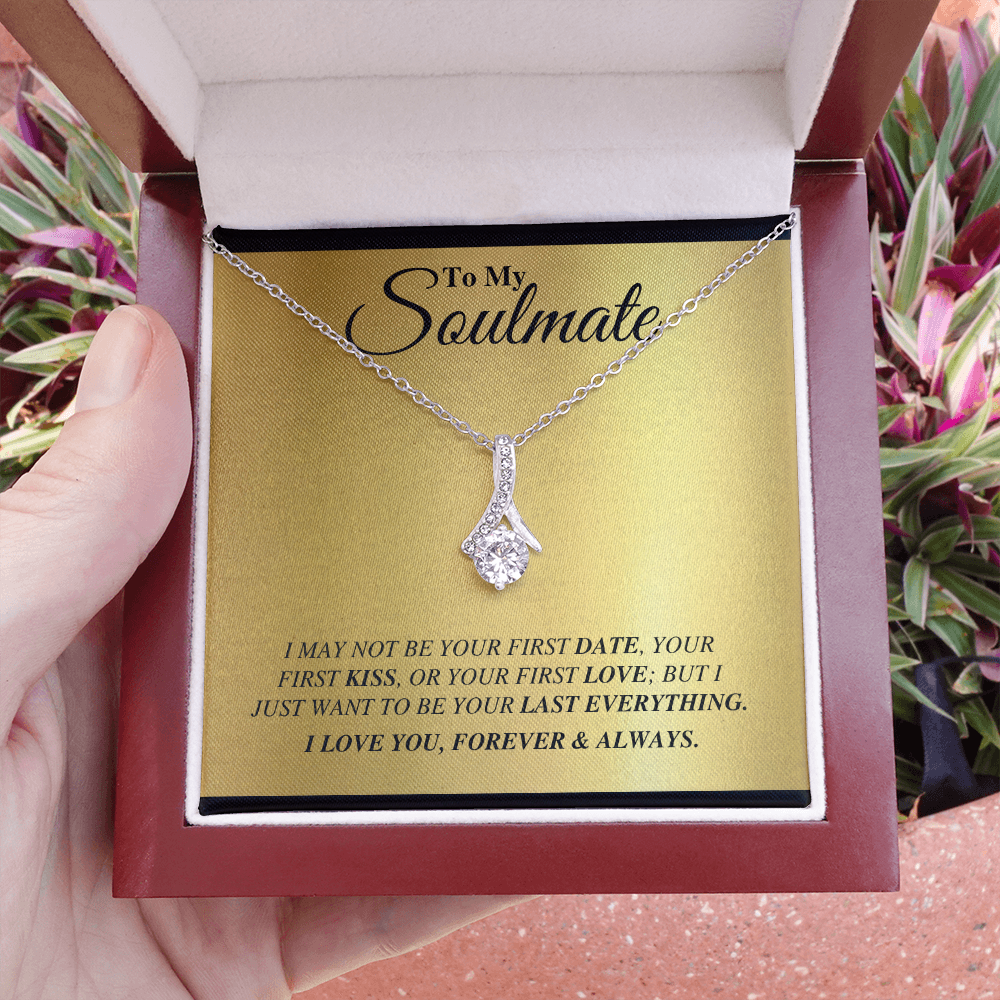 To My
Soulmate
I MAY NOT BE YOUR FIRST DATE, YOUR
FIRST KISS, OR YOUR FIRST LOVE; BUT I
JUST WANT TO BE YOUR LAST EVERYTHING.
I LOVE YOU, FOREVER & ALWAYS.